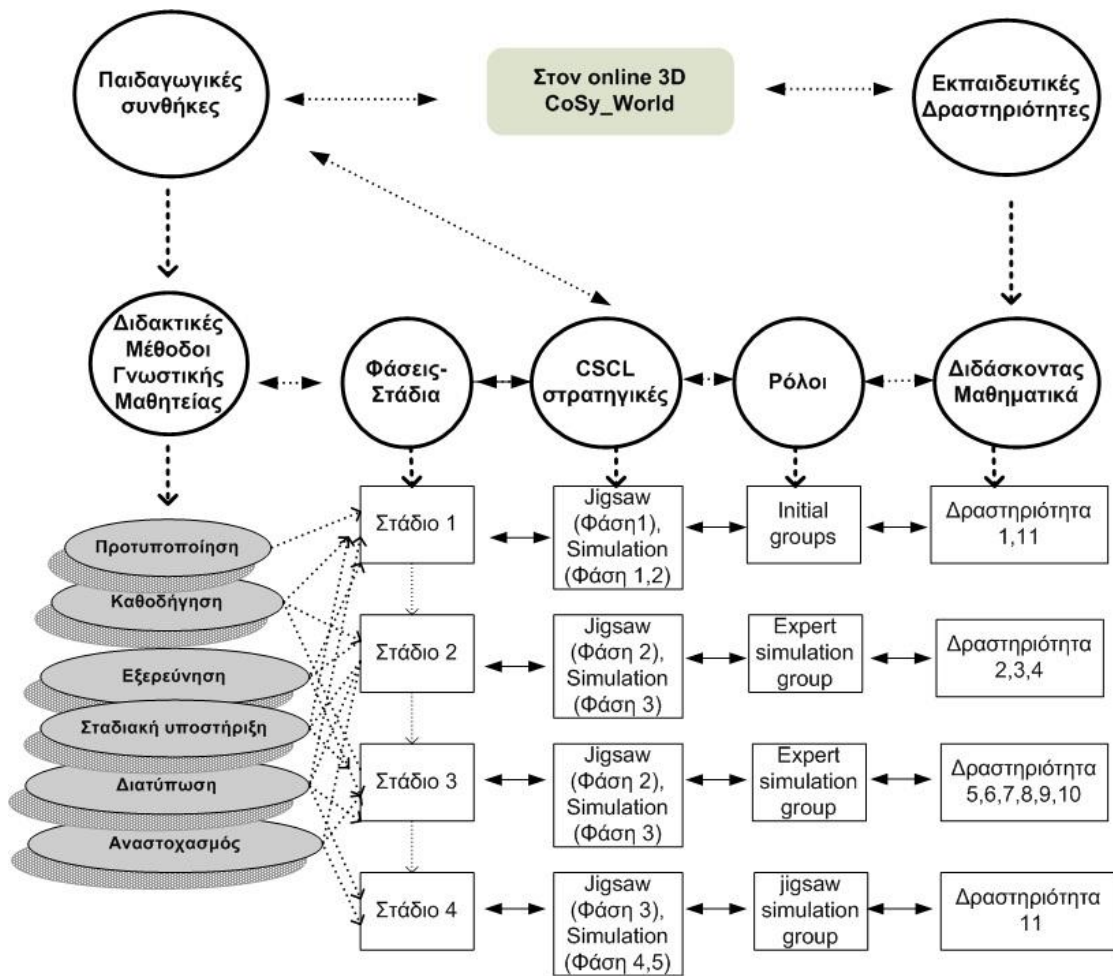 Παιδαγωγικές
συνθήκες
Στον online 3D
CoSy_World
Εκπαιδευτικές
Δραστηριότητες
Διδακτικές
Μέθοδοι
Γνωστικής
Μαθητείας
Φάσεις-
Στάδια
CSCL
στρατηγικές
Ρόλοι
Διδάσκοντας
Μαθηματικά
Προτυποποίηση
Καθοδήγηση
Εξερεύνηση
Σταδιακή υποστήριξη
Διατύπωση
Αναστοχασμός
Στάδιο 1
Jigsaw
(Φάση1),
Simulation
(Φάση 1,2)
Initial
groups
Δραστηριότητα
1,11
Στάδιο 2
Jigsaw
(Φάση 2),
Simulation
(Φάση 3)
Expert
simulation
group
Δραστηριότητα
2,3,4
Στάδιο 3
Jigsaw
(Φάση 2),
Simulation
(Φάση 3)
Expert
simulation
group
Δραστηριότητα
5,6,7,8,9,10
Στάδιο 4
Jigsaw
(Φάση 3),
Simulation
(Φάση 4,5)
jigsaw
simulation
group
Δραστηριότητα
11